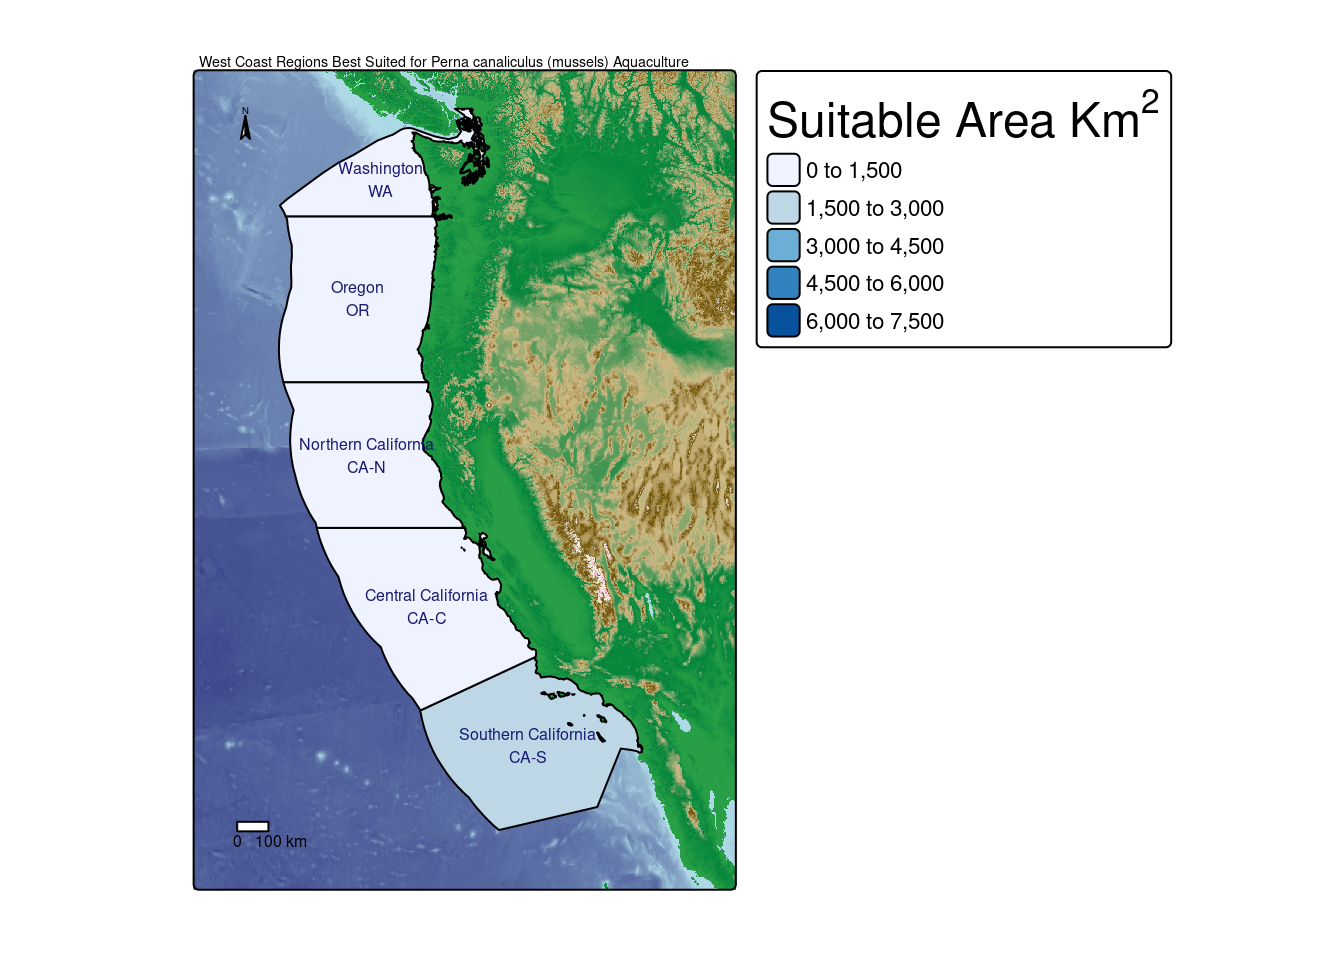 West Coast Regions Best Suited for Perna canaliculus (mussels) Aquaculture
N
Washington
WA
Oregon
OR
Northern California
CA-N
Central California
CA-C
Southern California
CA-S
0 100 km
Suitable Area Km²
0 to 1,500
1,500 to 3,000
3,000 to 4,500
4,500 to 6,000
6,000 to 7,500